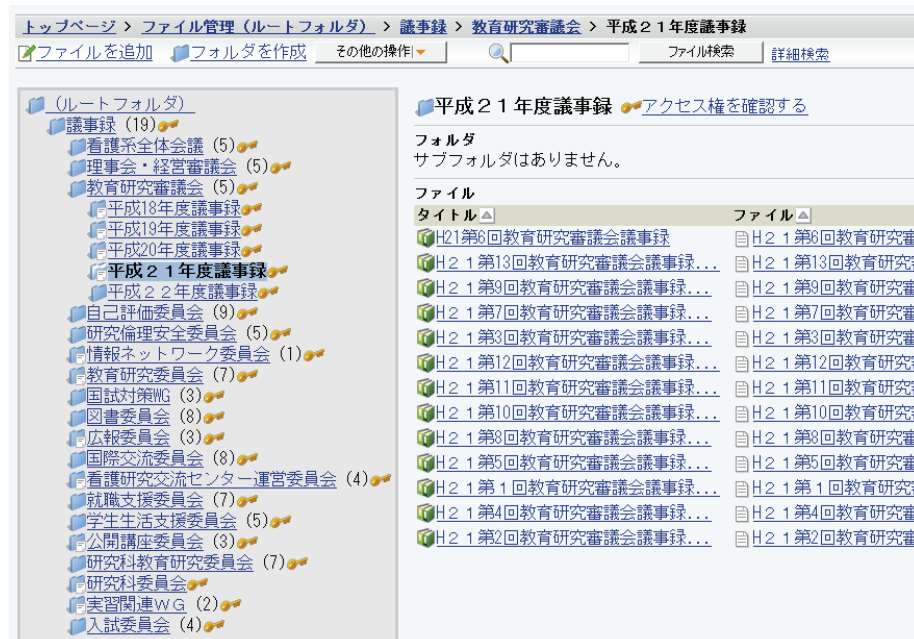 トップページ > ファイル管理（ルートフォルダ） > 議事録 > 教育研究審議会 > 平成２１年度議事録
ファイルを追加 フォルダを作成 その他の操作 ファイル検索 詳細検索
（ルートフォルダ）
議事録 (19)
看護系全体会議 (5)
理事会・経営審議会 (5)
教育研究審議会 (5)
平成18年度議事録
平成19年度議事録
平成20年度議事録
平成２１年度議事録
平成２２年度議事録
自己評価委員会 (9)
研究倫理安全委員会 (5)
情報ネットワーク委員会 (1)
教育研究委員会 (7)
国試対策WG (3)
図書委員会 (8)
広報委員会 (3)
国際交流委員会 (8)
看護研究交流センター運営委員会 (4)
就職支援委員会 (7)
学生生活支援委員会 (5)
公開講座委員会 (3)
研究科教育研究委員会 (7)
研究科委員会
実習関連ＷＧ (2)
入試委員会 (4)
平成２１年度議事録 アクセス権を確認する
フォルダ
サブフォルダはありません。
ファイル
タイトル ファイル
H21第6回教育研究審議会議事録 Ｈ２１第6回教育研究審
Ｈ２１第13回教育研究審議会議事録... Ｈ２１第13回教育研究
Ｈ２１第9回教育研究審議会議事録... Ｈ２１第9回教育研究審
Ｈ２１第7回教育研究審議会議事録... Ｈ２１第7回教育研究審
Ｈ２１第3回教育研究審議会議事録... Ｈ２１第3回教育研究審
Ｈ２１第12回教育研究審議会議事録... Ｈ２１第12回教育研究
Ｈ２１第11回教育研究審議会議事録... Ｈ２１第11回教育研究
Ｈ２１第10回教育研究審議会議事録... Ｈ２１第10回教育研究
Ｈ２１第8回教育研究審議会議事録... Ｈ２１第8回教育研究審
Ｈ２１第5回教育研究審議会議事録... Ｈ２１第5回教育研究審
Ｈ２１第１回教育研究審議会議事録... Ｈ２１第１回教育研究
Ｈ２１第4回教育研究審議会議事録... Ｈ２１第4回教育研究審
Ｈ２１第2回教育研究審議会議事録... Ｈ２１第2回教育研究審